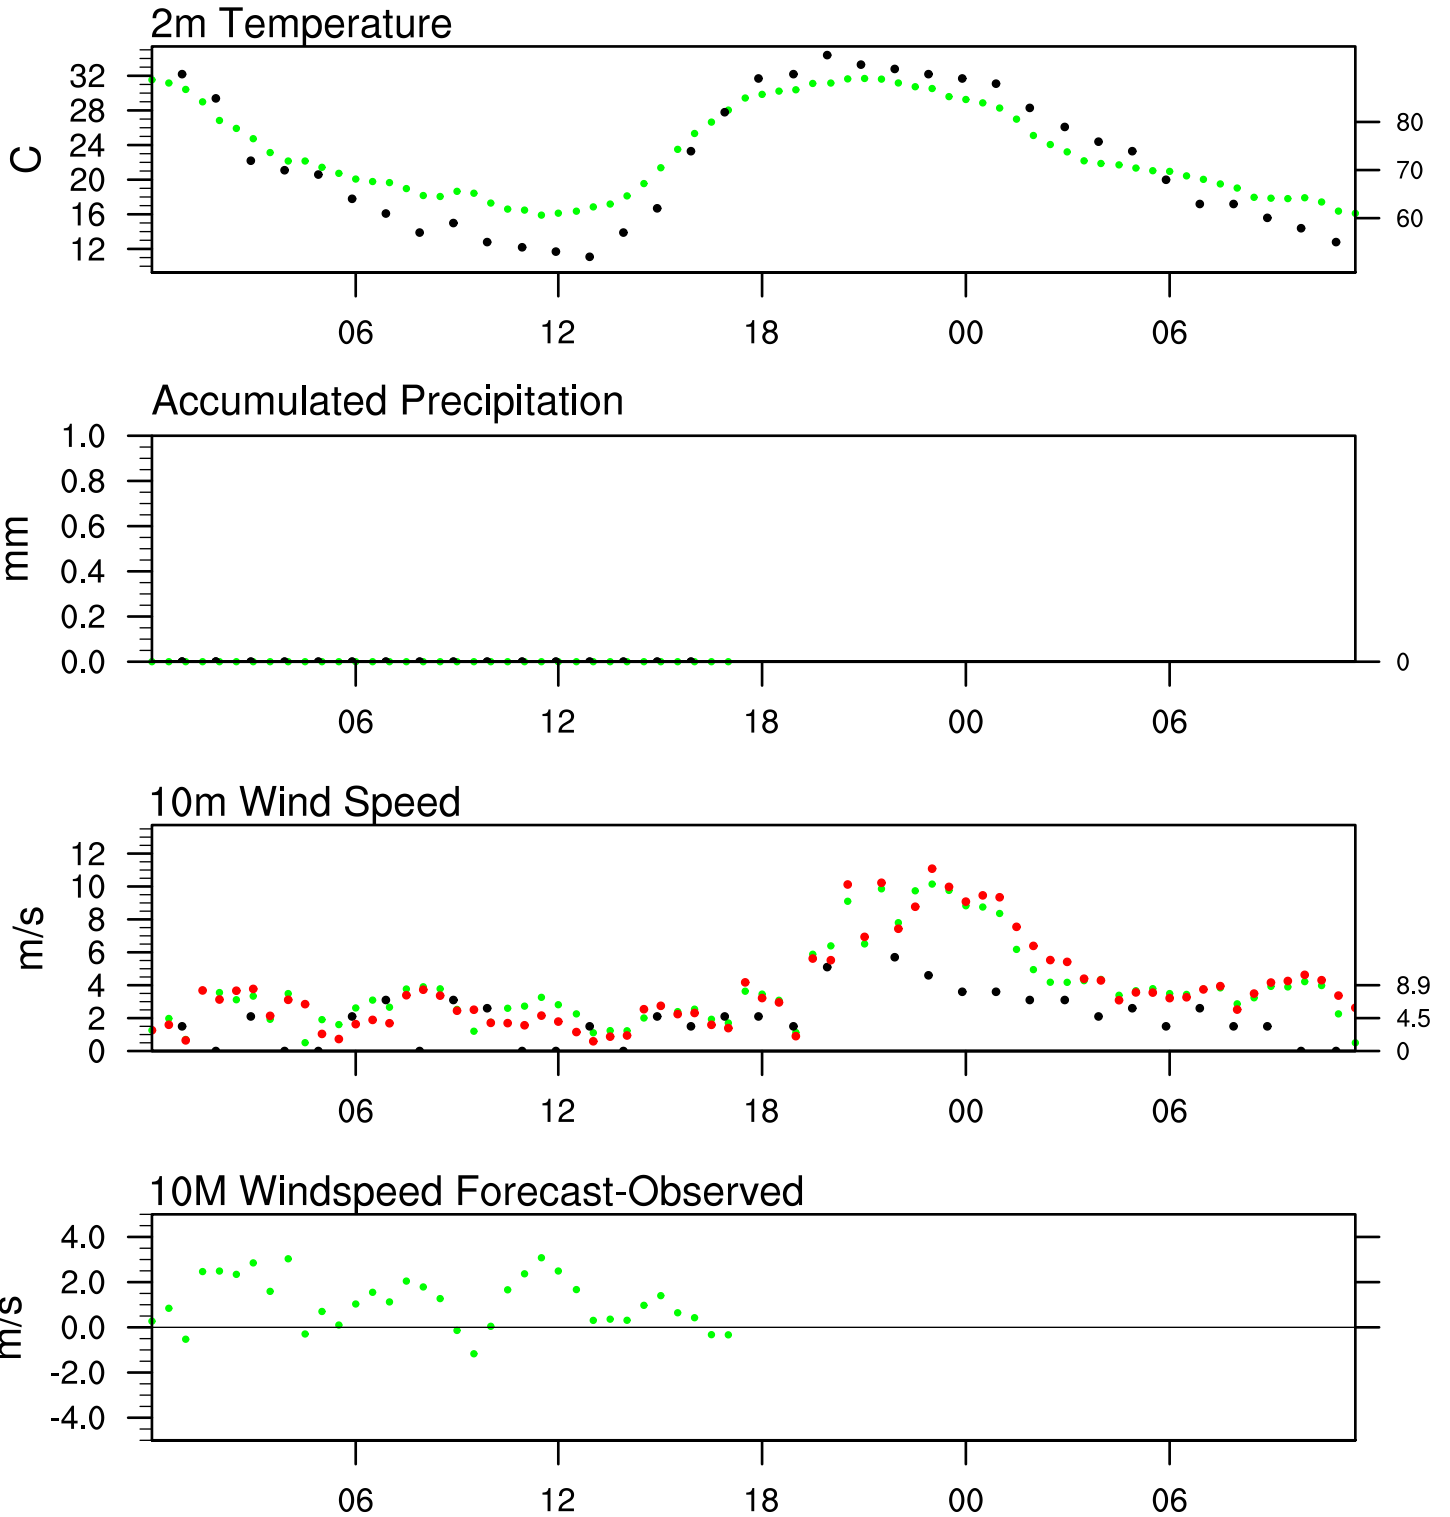 2m Temperature
C
32
28
24
20
16
12
80
70
60
06 12 18 00 06
Accumulated Precipitation
mm
1.0
0.8
0.6
0.4
0.2
0.0
0
06 12 18 00 06
10m Wind Speed
m/s
12
10
8
6
4
2
0
8.9
4.5
0
06 12 18 00 06
10M Windspeed Forecast-Observed
m/s
4.0
2.0
0.0
-2.0
-4.0
06 12 18 00 06